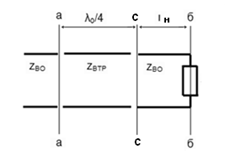 а λ₀/4 С lн б
Zво Zвтр Zво
а С б